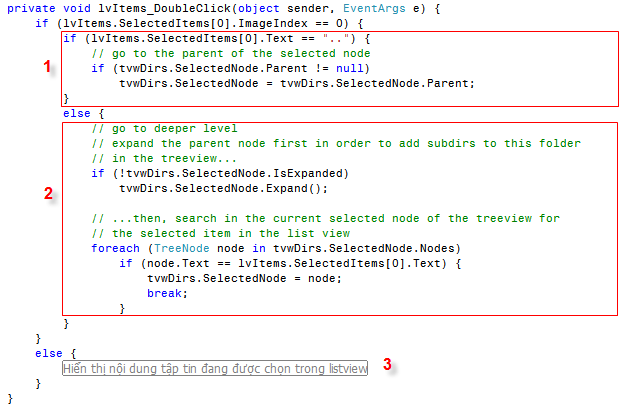 private void lvItems_DoubleClick(object sender, EventArgs e) {
    if (lvItems.SelectedItems[0].ImageIndex == 0) {
        if (lvItems.SelectedItems[0].Text == "..") {
            // go to the parent of the selected node
1
            if (tvwDirs.SelectedNode.Parent != null)
                tvwDirs.SelectedNode = tvwDirs.SelectedNode.Parent;
        }
        else {
            // go to deeper level
            // expand the parent node first in order to add subdirs to this folder
            // in the treeview...
            if (!tvwDirs.SelectedNode.IsExpanded)
2
                tvwDirs.SelectedNode.Expand();
            // ...then, search in the current selected node of the treeview for
            // the selected item in the list view
            foreach (TreeNode node in tvwDirs.SelectedNode.Nodes)
                if (node.Text == lvItems.SelectedItems[0].Text) {
                    tvwDirs.SelectedNode = node;
                    break;
                }
        }
    }
    else {
        Hiển thị nội dung tập tin đang được chọn trong listview 3
    }
}